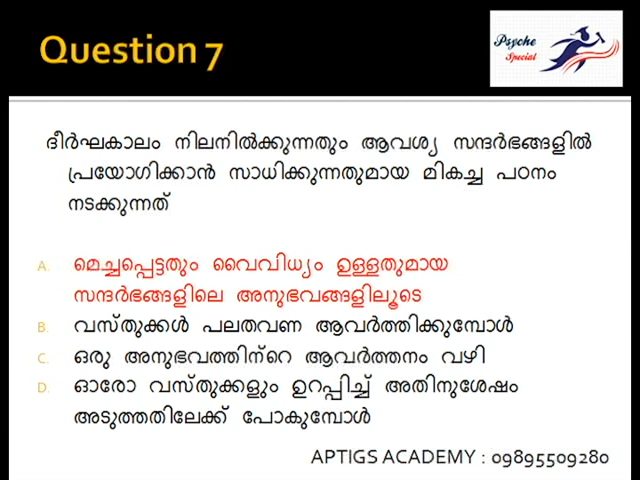 Question 7
Psyche
Special
ദീർഘകാലം നിലനിൽക്കുന്നതും ആവശ്യ സന്ദർഭങ്ങളിൽ
പ്രയോഗിക്കാൻ സാധിക്കുന്നതുമായ മികച്ച പഠനം
നടക്കുന്നത്
A. മെച്ചപ്പെട്ടതും വൈവിധ്യം ഉള്ളതുമായ
സന്ദർഭങ്ങളിലെ അനുഭവങ്ങളിലൂടെ
B. വസ്തുക്കൾ പലതവണ ആവർത്തിക്കുമ്പോൾ
C. ഒരു അനുഭവത്തിന്റെ ആവർത്തനം വഴി
D. ഓരോ വസ്തുക്കളും ഉറപ്പിച്ച് അതിനുശേഷം
അടുത്തതിലേക്ക് പോകുമ്പോൾ
APTIGS ACADEMY : 09895509280